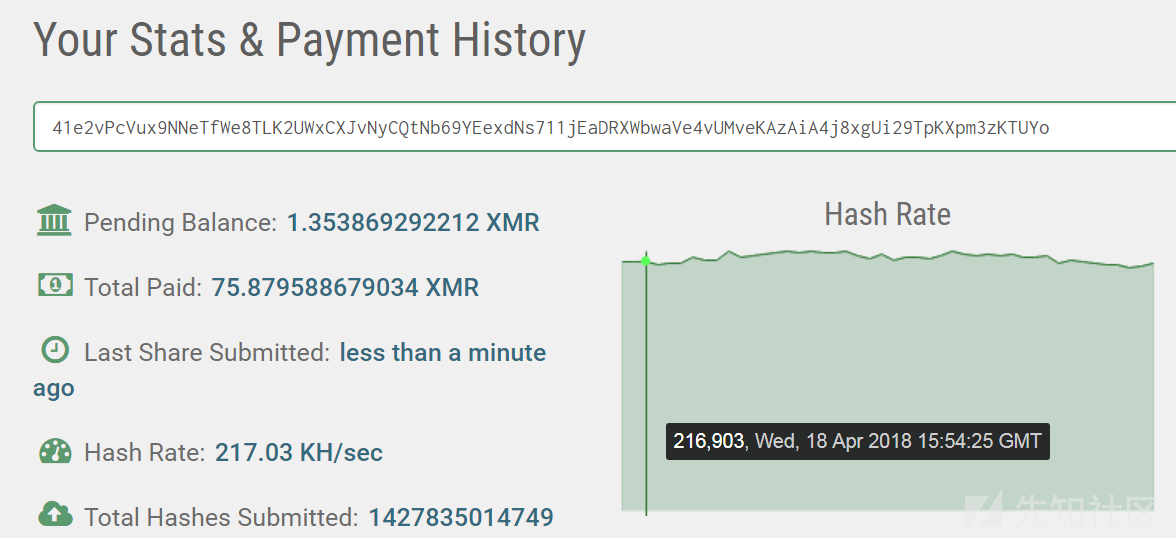 Your Stats & Payment History
41e2vPcVux9NNeTfWe8TLK2UWxCXJvNyCQtNb69YEexdNs711jEaDRXWbwaVe4vUMveKAzAiA4j8xgUi29TpKXpm3zKTUYo
Pending Balance: 1.353869292212 XMR
Total Paid: 75.879588679034 XMR
Last Share Submitted: less than a minute
ago
Hash Rate: 217.03 KH/sec
Total Hashes Submitted: 1427835014749
Hash Rate
216,903, Wed, 18 Apr 2018 15:54:25 GMT
先知社区